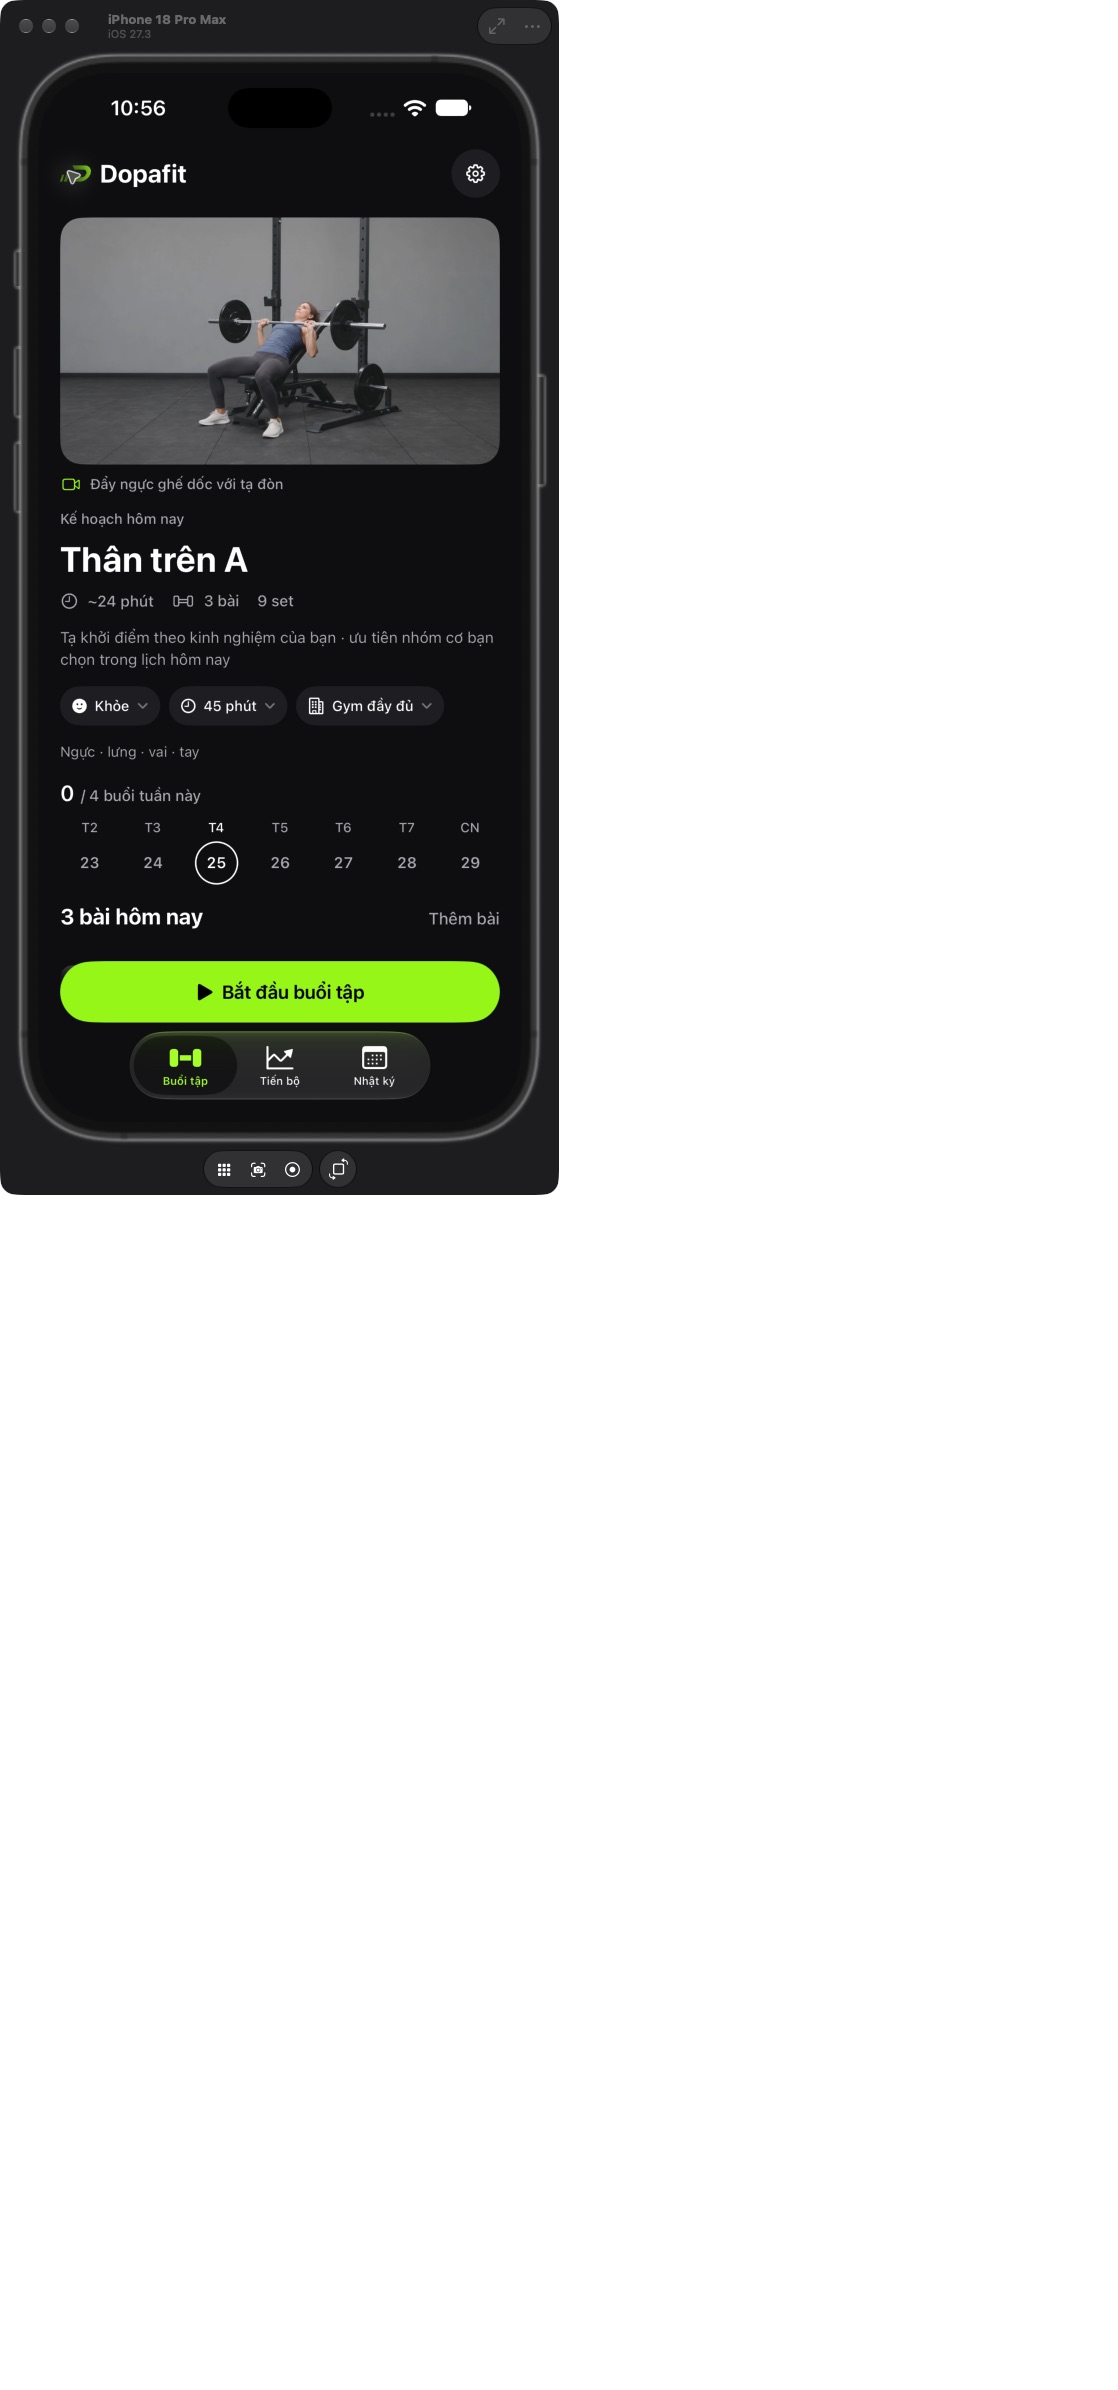 iPhone 18 Pro Max
iOS 27.3
10:56
Dopafit
Đẩy ngực ghế dốc với tạ đòn
Kế hoạch hôm nay
Thân trên A
~24 phút 3 bài 9 set
Tạ khởi điểm theo kinh nghiệm của bạn · ưu tiên nhóm cơ bạn
chọn trong lịch hôm nay
Khỏe 45 phút Gym đầy đủ
Ngực · lưng · vai · tay
0 / 4 buổi tuần này
T2 T3 T4 T5 T6 T7 CN
23 24 25 26 27 28 29
3 bài hôm nay Thêm bài
Bắt đầu buổi tập
Buổi tập Tiến bộ Nhật ký